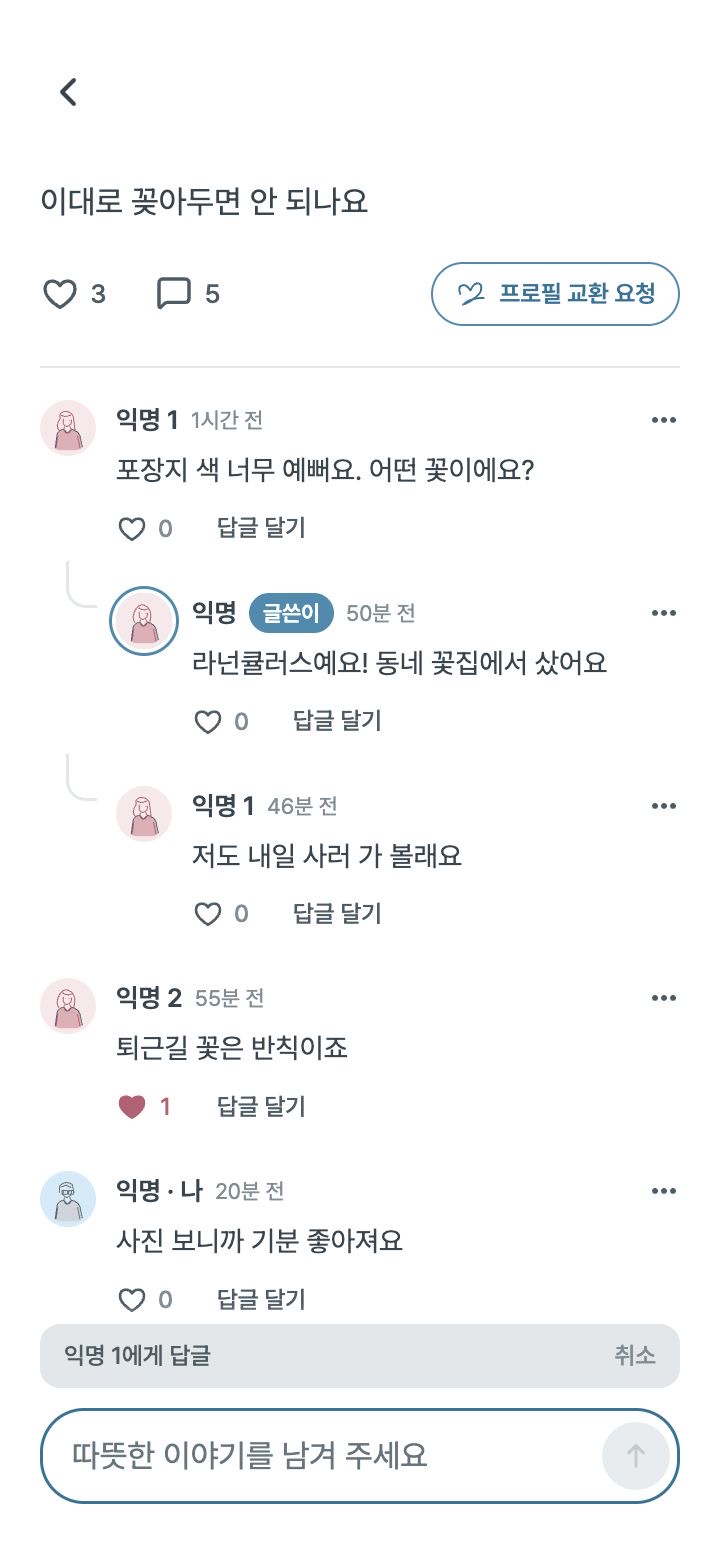 이대로 꽂아두면 안 되나요
3 5 프로필 교환 요청
익명 1 1시간 전
포장지 색 너무 예뻐요. 어떤 꽃이에요?
0 답글 달기
익명 글쓴이 50분 전
라넌큘러스예요! 동네 꽃집에서 샀어요
0 답글 달기
익명 1 46분 전
저도 내일 사러 가 볼래요
0 답글 달기
익명 2 55분 전
퇴근길 꽃은 반칙이죠
1 답글 달기
익명 · 나 20분 전
사진 보니까 기분 좋아져요
0 답글 달기
익명 1에게 답글 취소
따뜻한 이야기를 남겨 주세요